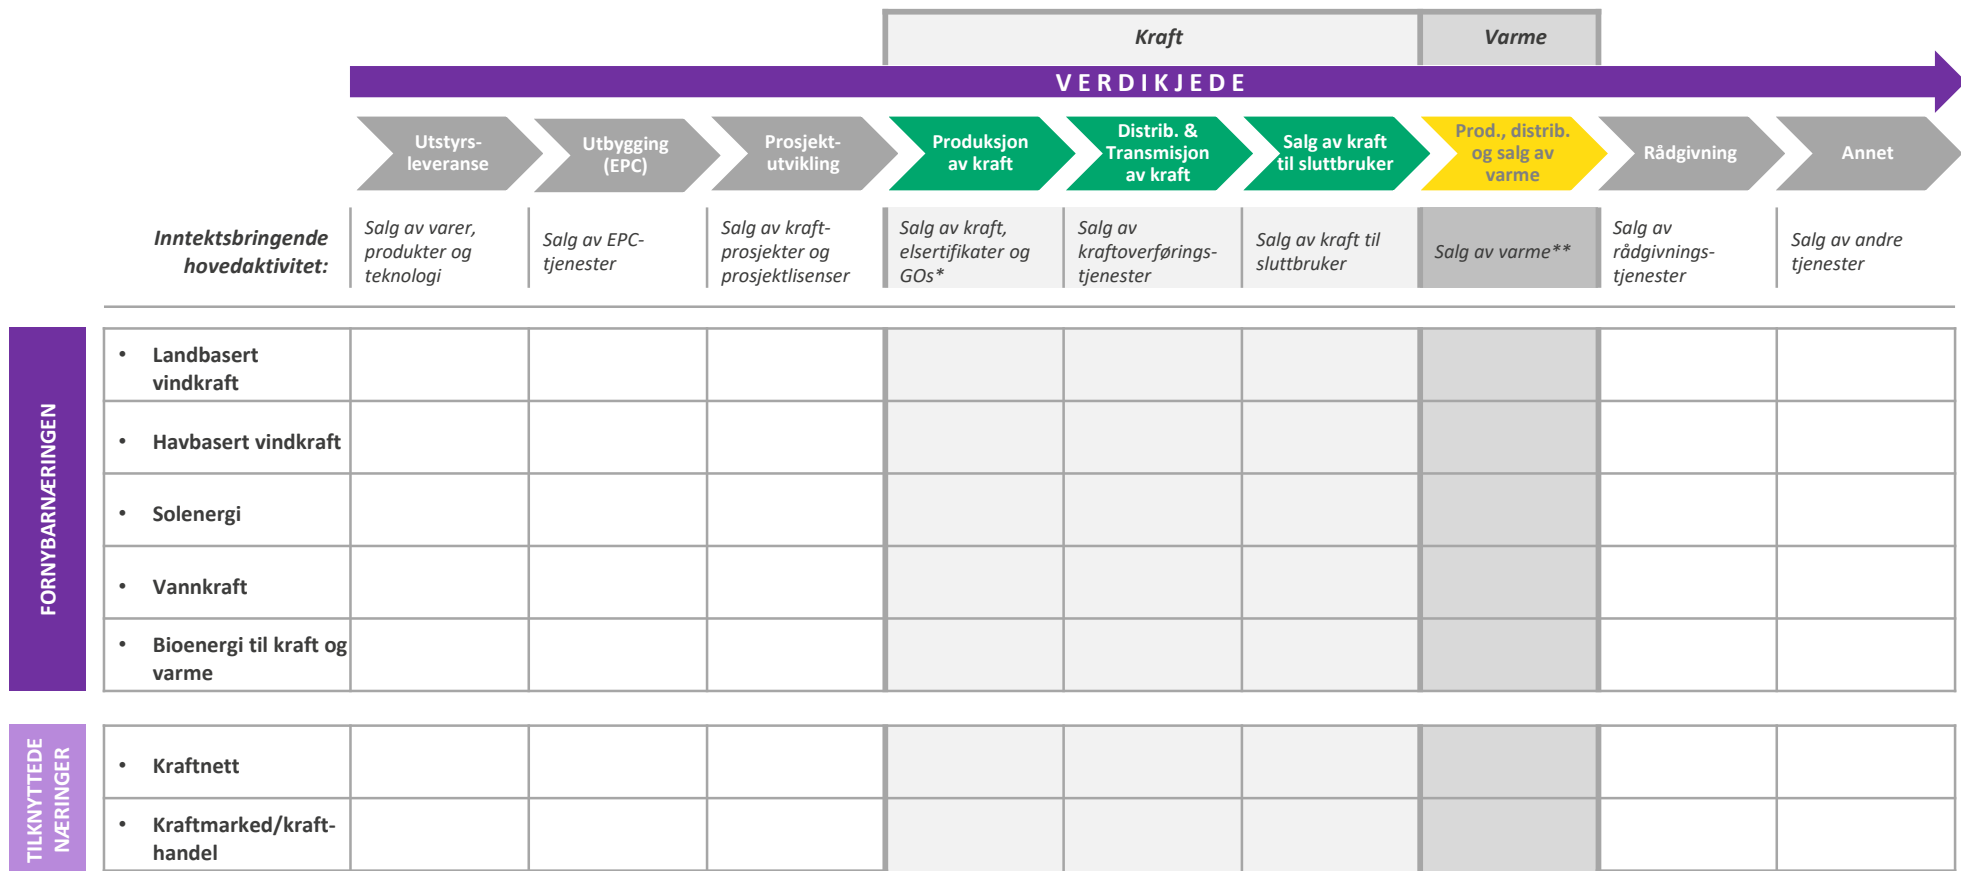 Kraft
Varme
VERDIKJEDE
Utstyrs-
leveranse
Utbygging
(EPC)
Prosjekt-
utvikling
Produksjon
av kraft
Distrib. &
Transmisjon
av kraft
Salg av kraft
til sluttbruker
Prod., distrib.
og salg av
varme
Rådgivning
Annet
Inntektsbringende
hovedaktivitet:
Salg av varer,
produkter og
teknologi
Salg av EPC-
tjenester
Salg av kraft-
prosjekter og
prosjektlisenser
Salg av kraft,
elsertifikater og
GOs*
Salg av
kraftoverførings-
tjenester
Salg av kraft til
sluttbruker
Salg av varme**
Salg av
rådgivnings-
tjenester
Salg av andre
tjenester
FORNYBARNÆRINGEN
• Landbasert
vindkraft
• Havbasert vindkraft
• Solenergi
• Vannkraft
• Bioenergi til kraft og
varme
TILKNYTTEDE
NÆRINGER
• Kraftnett
• Kraftmarked/kraft-
handel